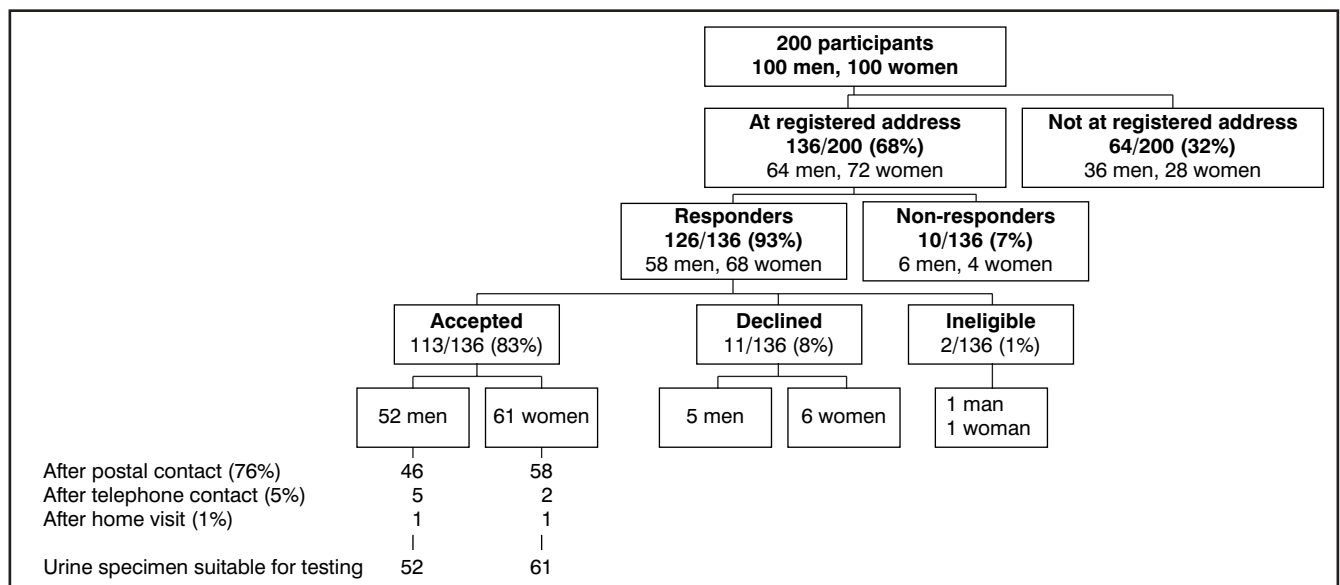 200 participants
100 men, 100 women
At registered address
136/200 (68%)
64 men, 72 women
Not at registered address
64/200 (32%)
36 men, 28 women
Responders
126/136 (93%)
58 men, 68 women
Non-responders
10/136 (7%)
6 men, 4 women
Accepted
113/136 (83%)
Declined
11/136 (8%)
Ineligible
2/136 (1%)
52 men
61 women
5 men
6 women
1 man
1 woman
After postal contact (76%) 46 58
After telephone contact (5%) 5 2
After home visit (1%) 1 1
Urine specimen suitable for testing 52 61